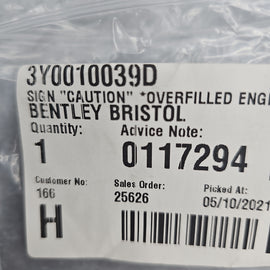 3Y0010039D
SIGN "CAUTION" *OVERFILLED ENGI
BENTLEY BRISTOL
Quantity: Advice Note:
1 0117294
Customer No: Sales Order: Picked At:
166 25626 05/10/2021
H